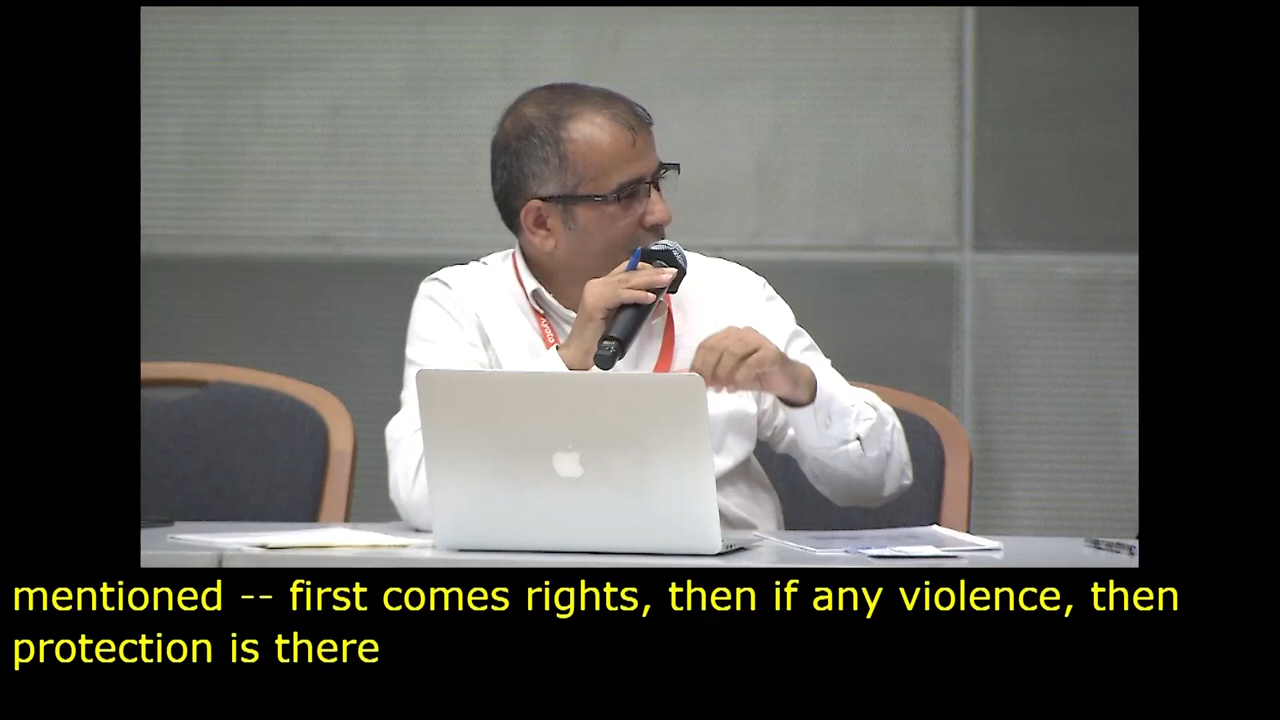 mentioned -- first comes rights, then if any violence, then
protection is there